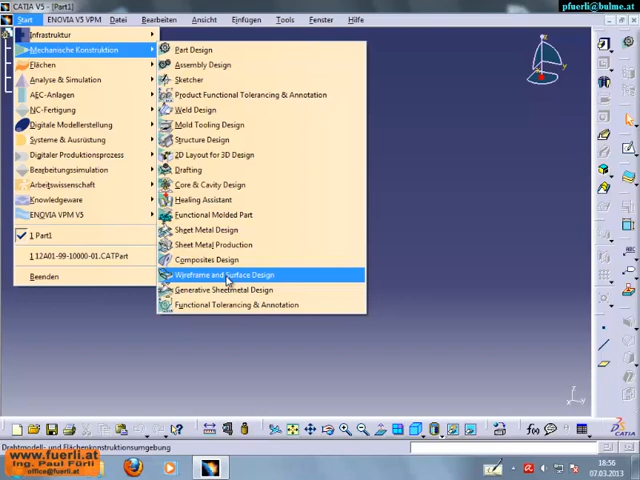 CATIA V5 - [Part1]
pfuerli@bulme.at
Start ENOVIA V5 VPM Datei Bearbeiten Ansicht Einfügen Tools Fenster Hilfe
Infrastruktur
Mechanische Konstruktion
Flächen
Analyse & Simulation
AEC-Anlagen
NC-Fertigung
Digitale Modellerstellung
Systeme & Ausrüstung
Digitaler Produktionsprozess
Bearbeitungssimulation
Arbeitswissenschaft
Knowledgeware
ENOVIA V5 VPM
1 Part1
1 12A01-99-10000-01.CATPart
Beenden
Part Design
Assembly Design
Sketcher
Product Functional Tolerancing & Annotation
Weld Design
Mold Tooling Design
Structure Design
2D Layout for 3D Design
Drafting
Core & Cavity Design
Healing Assistant
Functional Molded Part
Sheet Metal Design
Sheet Metal Production
Composites Design
Wireframe and Surface Design
Generative Sheetmetal Design
Functional Tolerancing & Annotation
z
y
x
z
x
y
f(x)
CATIA
Drahtmodell- und Flächenkonstruktionsumgebung
www.fuerli.at
Ing. Paul Fürli
office@fuerli.at
18:56
07.03.2013